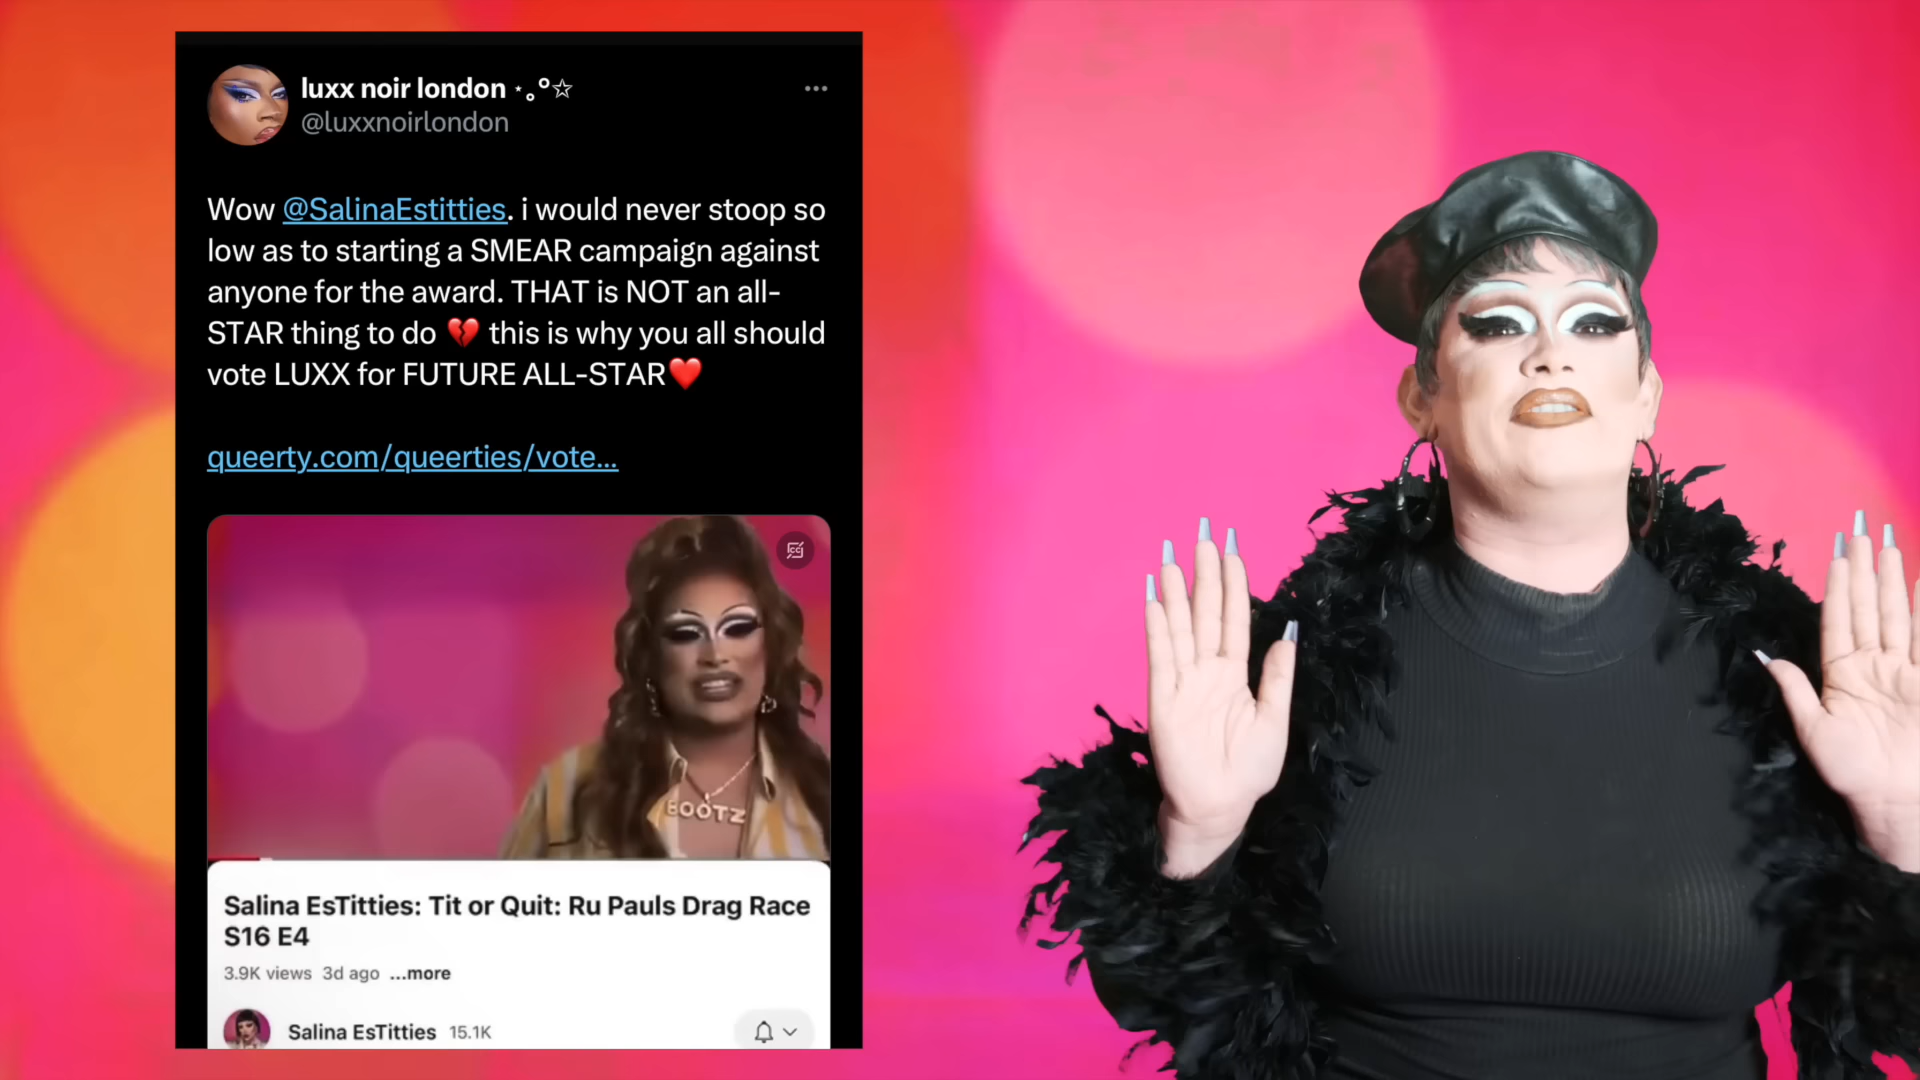 luxx noir london ⋆｡°☆
@luxxnoirlondon
Wow @SalinaEstitties. i would never stoop so
low as to starting a SMEAR campaign against
anyone for the award. THAT is NOT an all-
STAR thing to do 💔 this is why you all should
vote LUXX for FUTURE ALL-STAR❤️
queerty.com/queerties/vote...
CC
BOOTZ
Salina EsTitties: Tit or Quit: Ru Pauls Drag Race
S16 E4
3.9K views 3d ago ...more
Salina EsTitties 15.1K